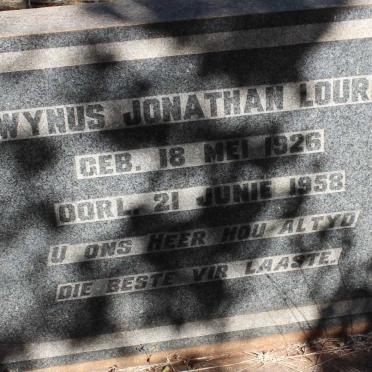 WYNUS JONATHAN LOUR
GEB. 18 MEI 1926
OORL. 21 JUNIE 1958
U ONS HEER HOU ALTYD
DIE BESTE VIR LAASTE.